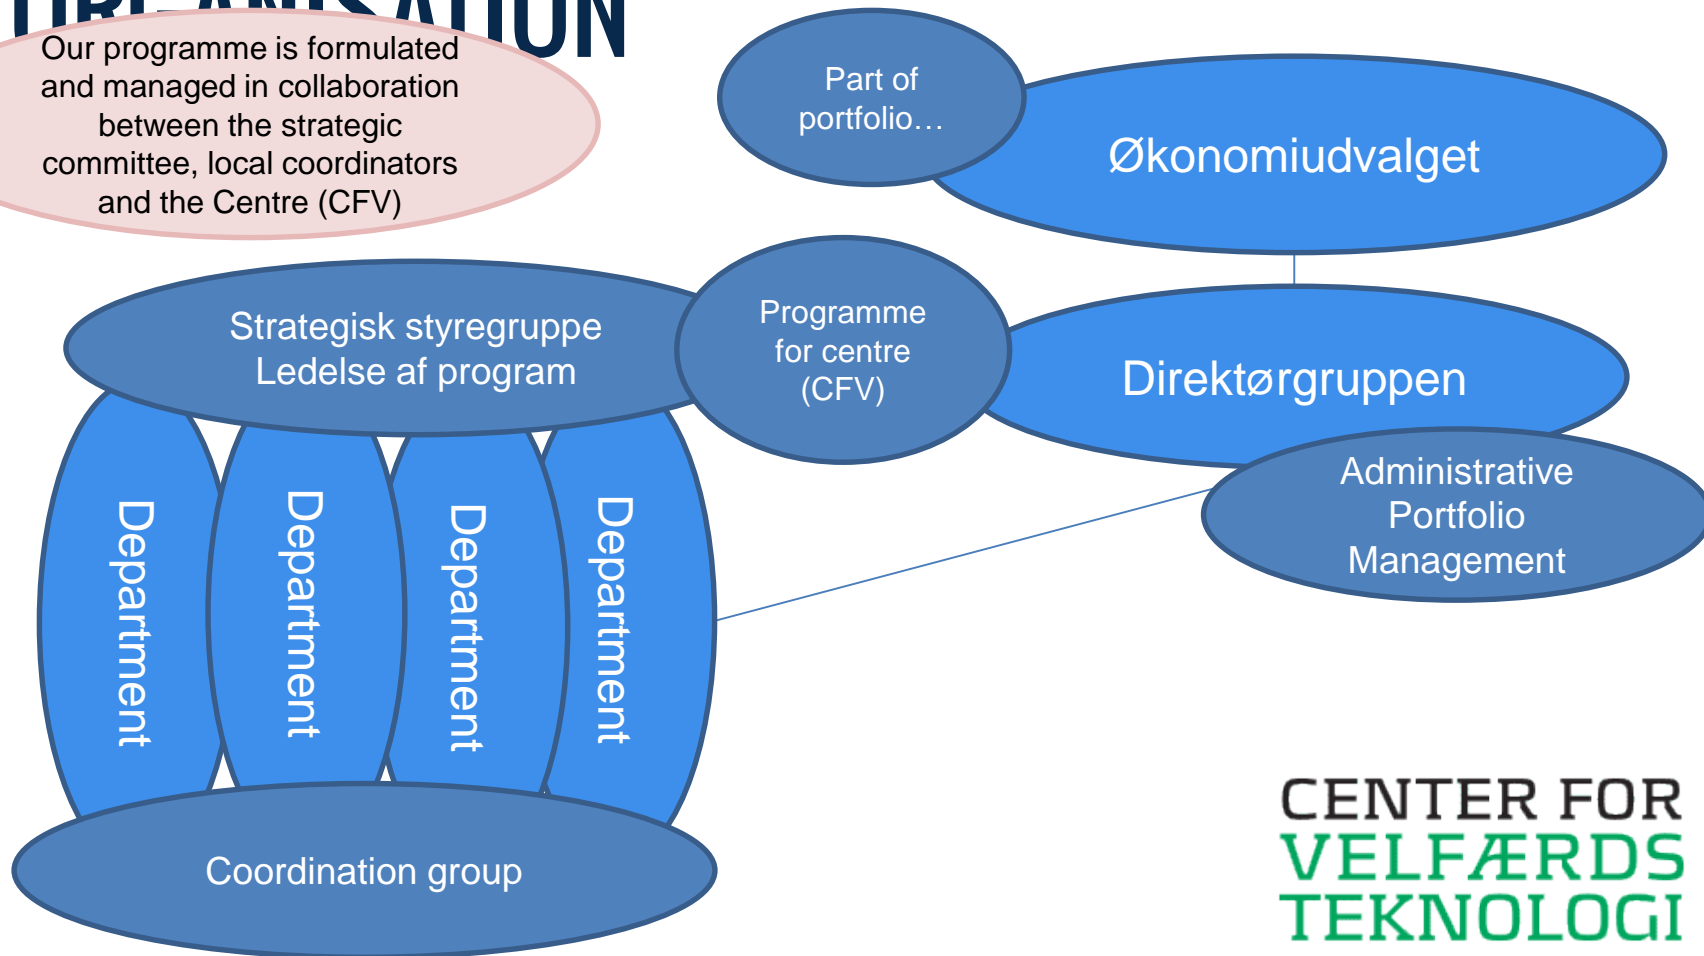 ORGANISATION
Our programme is formulated
and managed in collaboration
between the strategic
committee, local coordinators
and the Centre (CFV)
Part of
portfolio…
Økonomiudvalget
Strategisk styregruppe
Ledelse af program
Programme
for centre
(CFV)
Direktørgruppen
Administrative
Portfolio
Management
Department
Department
Department
Department
Coordination group
CENTER FOR
VELFÆRDS
TEKNOLOGI